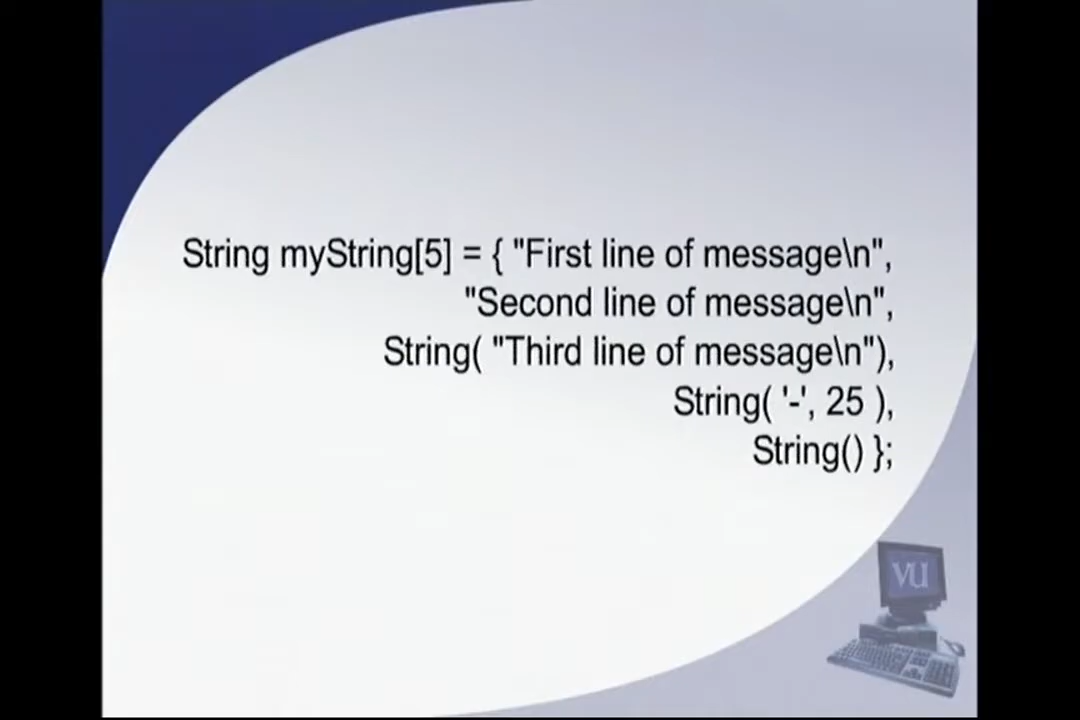 String myString[5] = { "First line of message\n",
"Second line of message\n",
String( "Third line of message\n"),
String( '-', 25 ),
String() };
VU